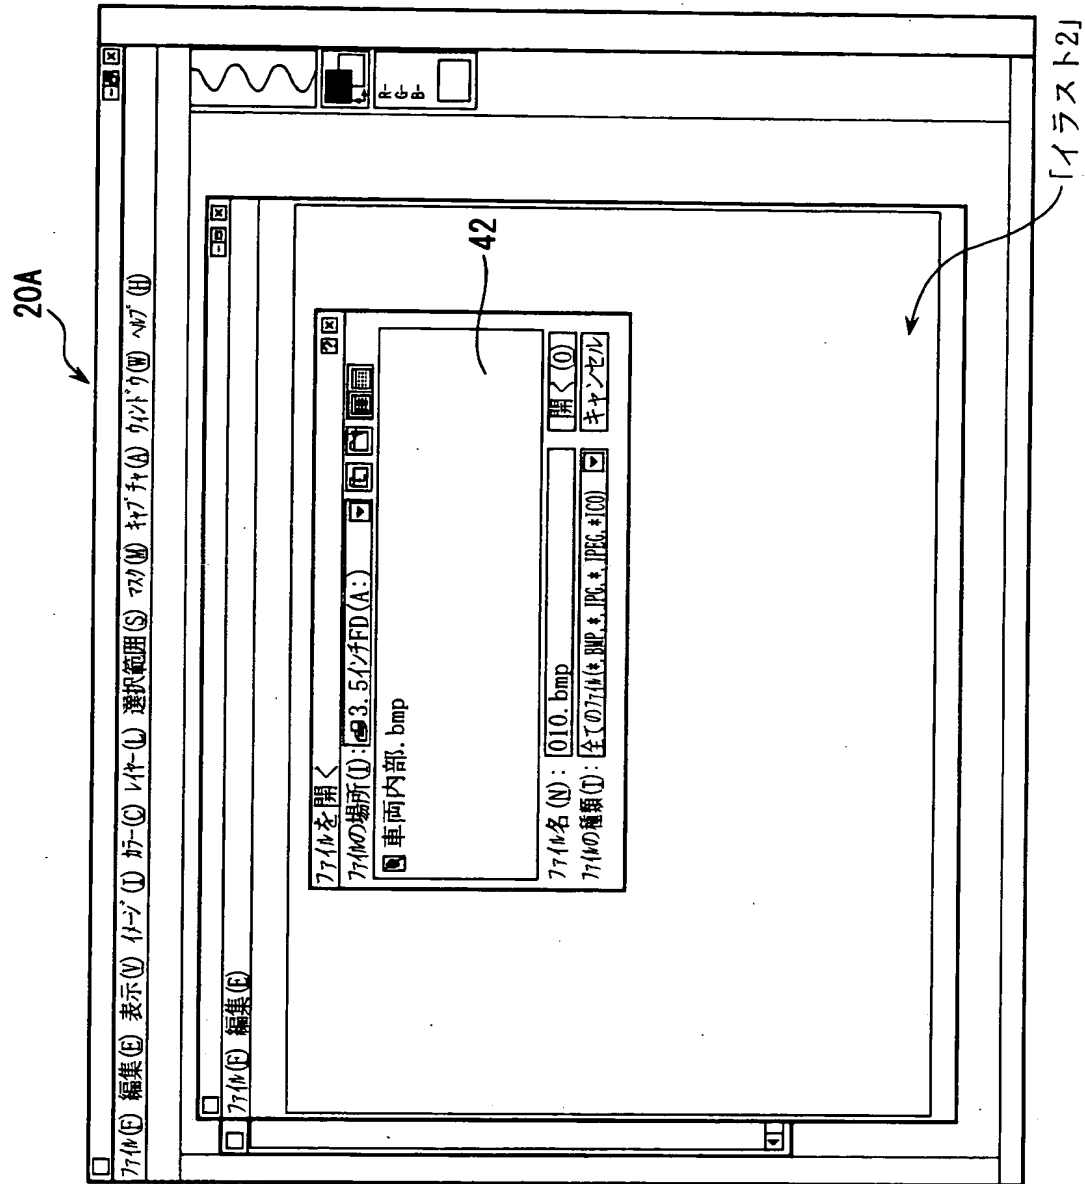 20A
ファイル(F) 編集(E) 表示(V) イメージ(I) カラー(C) レイヤー(L) 選択範囲(S) マスク(M) キャプチャ(A) ウィンドウ(W) ヘルプ(H)
R-
G-
B-
ファイル(F) 編集(E)
ファイルを開く
ファイルの場所(I): 3.5インチFD(A:)
車両内部.bmp
42
ファイル名(N): 010.bmp 開く(O)
ファイルの種類(T): 全てのファイル(*,BMP,*,JPG,*,JPEG,*ICO) キャンセル
「イラスト2」